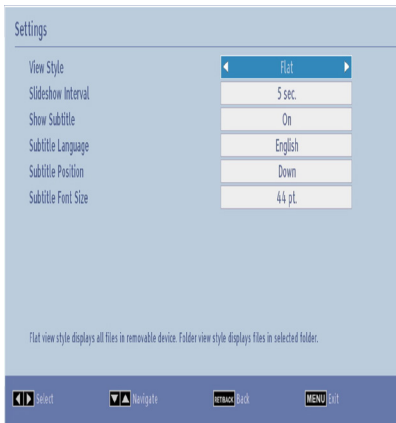 Settings
View Style Flat
Slideshow Interval 5 sec.
Show Subtitle On
Subtitle Language English
Subtitle Position Down
Subtitle Font Size 44 pt.
Flat view style displays all files in removable device. Folder view style displays files in selected folder.
Select Navigate RET/BACK Back MENU Exit